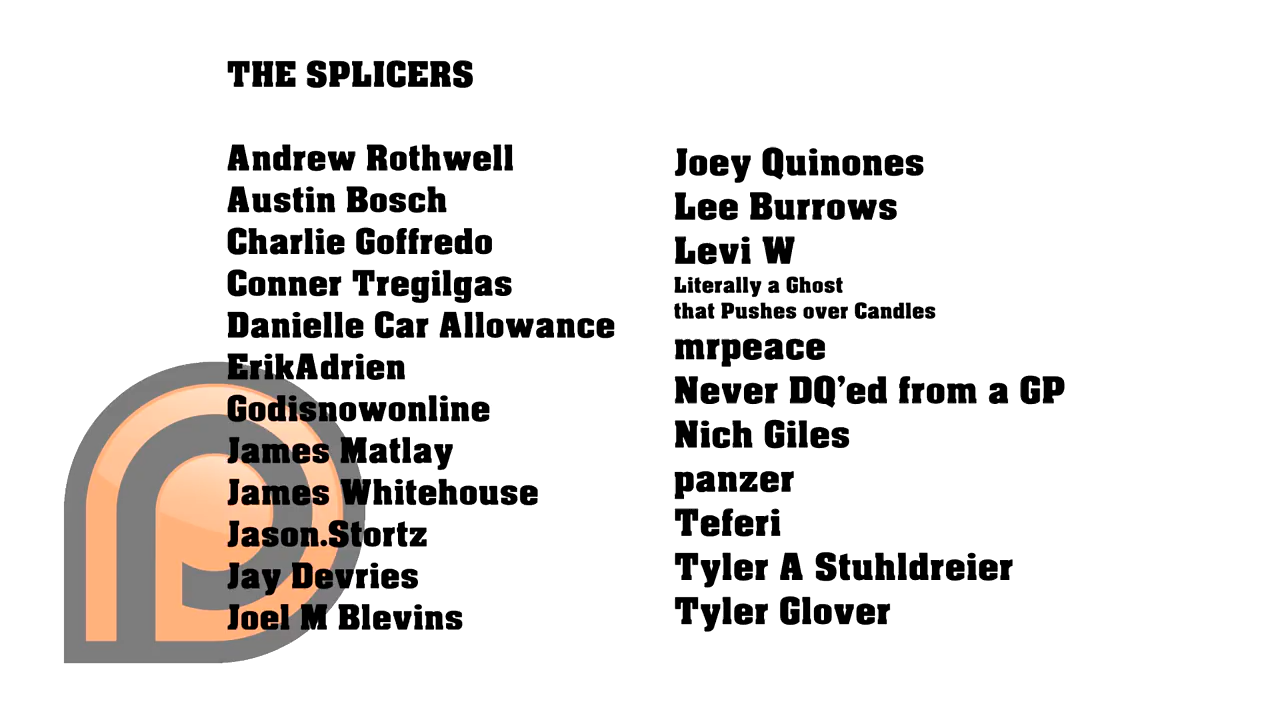 THE SPLICERS
Andrew Rothwell
Austin Bosch
Charlie Goffredo
Conner Tregilgas
Danielle Car Allowance
ErikAdrien
Godisnowonline
James Matlay
James Whitehouse
Jason.Stortz
Jay Devries
Joel M Blevins
Joey Quinones
Lee Burrows
Levi W
Literally a Ghost
that Pushes over Candles
mrpeace
Never DQ’ed from a GP
Nich Giles
panzer
Teferi
Tyler A Stuhldreier
Tyler Glover